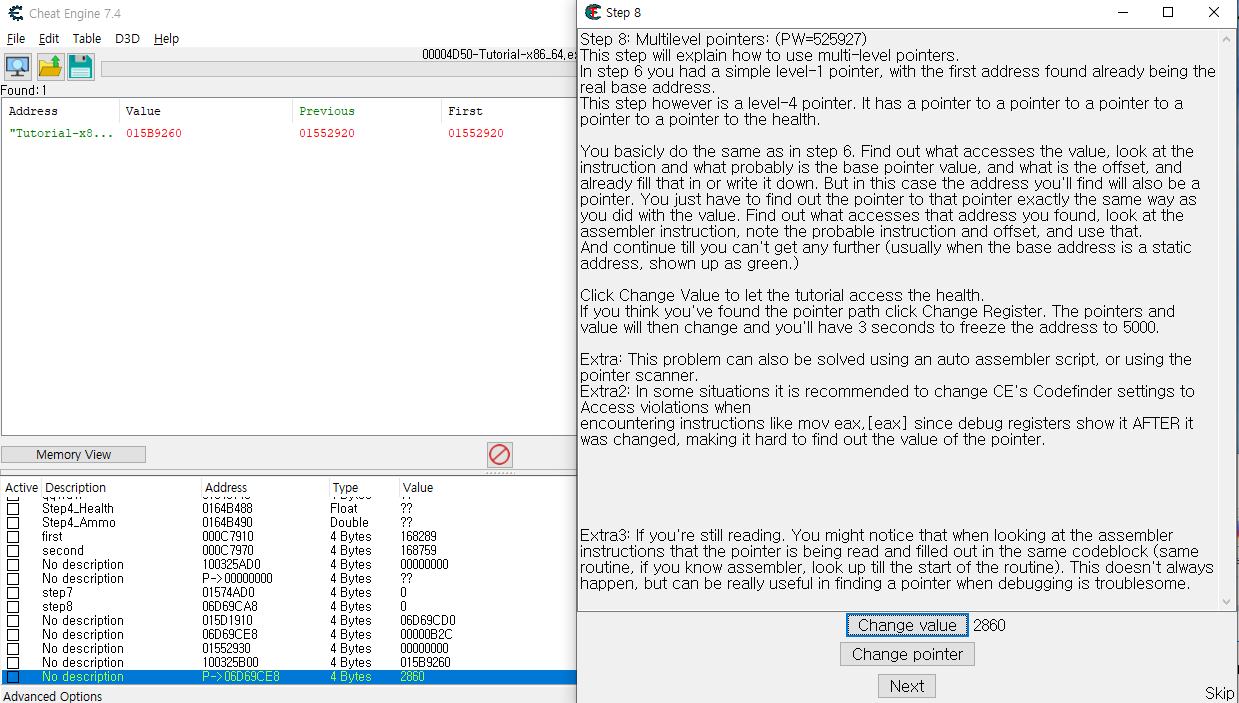 Cheat Engine 7.4
File Edit Table D3D Help
00004D50-Tutorial-x86_64.ex
Found: 1
Address Value Previous First
"Tutorial-x8... 015B9260 01552920 01552920
Memory View
Active Description Address Type Value
Step4_Health 0164B488 Float ??
Step4_Ammo 0164B490 Double ??
first 000C7910 4 Bytes 168289
second 000C7970 4 Bytes 168759
No description 100325AD0 4 Bytes 00000000
No description P->00000000 4 Bytes ??
step7 01574AD0 4 Bytes 0
step8 06D69CA8 4 Bytes 0
No description 015D1910 4 Bytes 06D69CD0
No description 06D69CE8 4 Bytes 00000B2C
No description 01552930 4 Bytes 00000000
No description 100325B00 4 Bytes 015B9260
No description P->06D69CE8 4 Bytes 2860
Advanced Options
Step 8
Step 8: Multilevel pointers: (PW=525927)
This step will explain how to use multi-level pointers.
In step 6 you had a simple level-1 pointer, with the first address found already being the
real base address.
This step however is a level-4 pointer. It has a pointer to a pointer to a pointer to a
pointer to a pointer to the health.
You basicly do the same as in step 6. Find out what accesses the value, look at the
instruction and what probably is the base pointer value, and what is the offset, and
already fill that in or write it down. But in this case the address you'll find will also be a
pointer. You just have to find out the pointer to that pointer exactly the same way as
you did with the value. Find out what accesses that address you found, look at the
assembler instruction, note the probable instruction and offset, and use that.
And continue till you can't get any further (usually when the base address is a static
address, shown up as green.)
Click Change Value to let the tutorial access the health.
If you think you've found the pointer path click Change Register. The pointers and
value will then change and you'll have 3 seconds to freeze the address to 5000.
Extra: This problem can also be solved using an auto assembler script, or using the
pointer scanner.
Extra2: In some situations it is recommended to change CE's Codefinder settings to
Access violations when
encountering instructions like mov eax,[eax] since debug registers show it AFTER it
was changed, making it hard to find out the value of the pointer.
Extra3: If you're still reading. You might notice that when looking at the assembler
instructions that the pointer is being read and filled out in the same codeblock (same
routine, if you know assembler, look up till the start of the routine). This doesn't always
happen, but can be really useful in finding a pointer when debugging is troublesome.
Change value 2860
Change pointer
Next
Skip